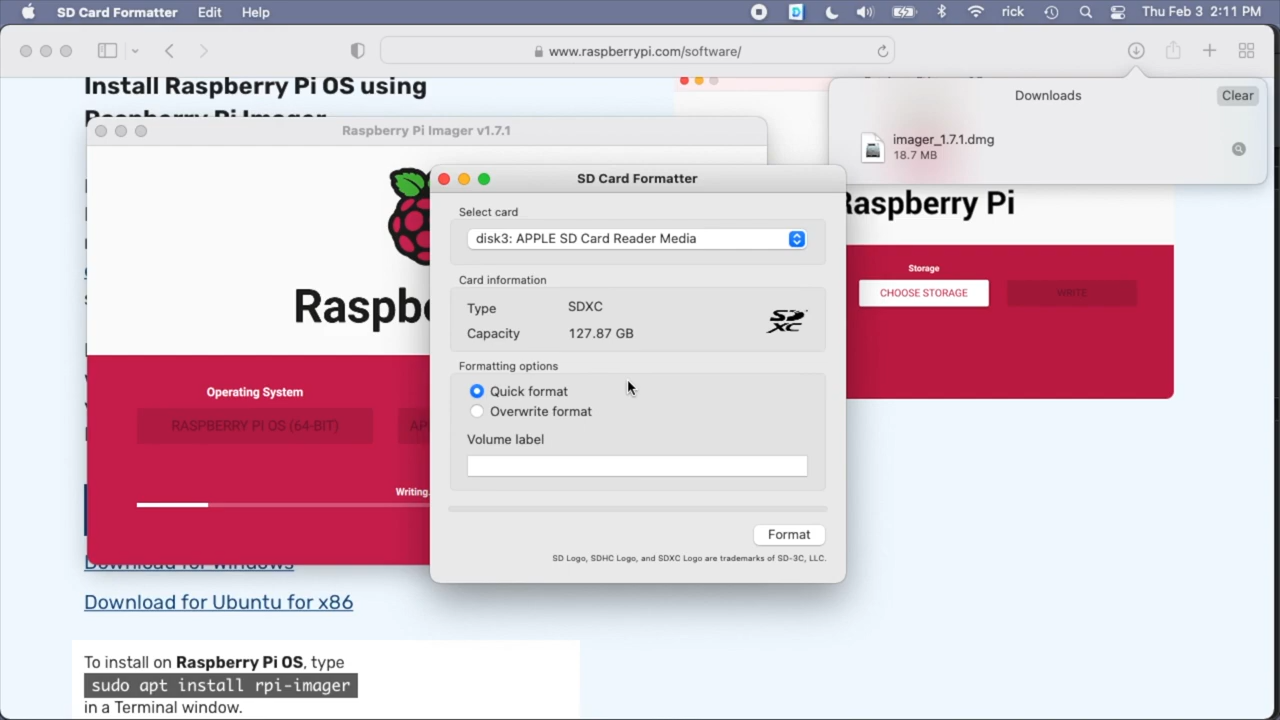 SD Card Formatter Edit Help rick Thu Feb 3 2:11 PM
www.raspberrypi.com/software/
Install Raspberry Pi OS using
Raspberry Pi Imager
Downloads Clear
imager_1.7.1.dmg
18.7 MB
Raspberry Pi Imager v1.7.1
Raspbe
Operating System
RASPBERRY PI OS (64-BIT) AP
Writing.
SD Card Formatter
Select card
disk3: APPLE SD Card Reader Media
Card information
Type SDXC
Capacity 127.87 GB
SD XC
Formatting options
Quick format
Overwrite format
Volume label
Format
SD Logo, SDHC Logo, and SDXC Logo are trademarks of SD-3C, LLC.
Raspberry Pi
Storage
CHOOSE STORAGE WRITE
Download for Windows
Download for Ubuntu for x86
To install on Raspberry Pi OS, type
sudo apt install rpi-imager
in a Terminal window.